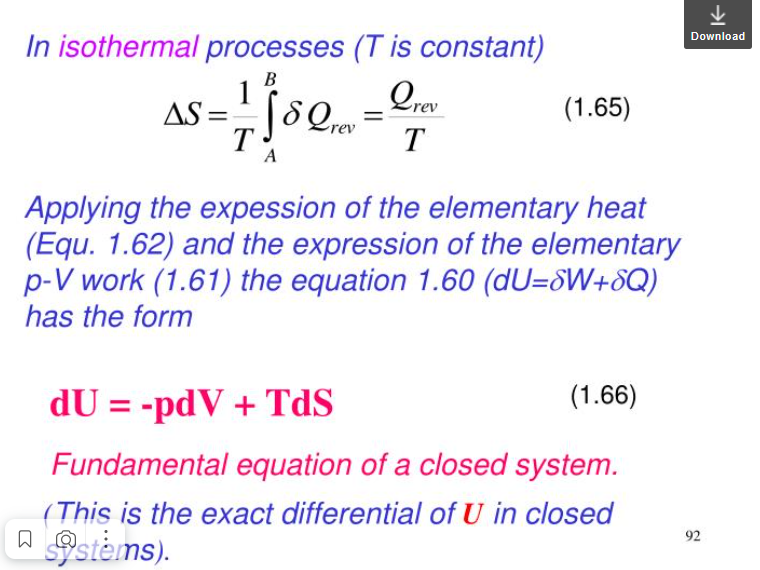 Download
In isothermal processes (T is constant)
ΔS = 1/T ∫_A^B δQ_rev = Q_rev/T (1.65)
Applying the expession of the elementary heat
(Equ. 1.62) and the expression of the elementary
p-V work (1.61) the equation 1.60 (dU=δW+δQ)
has the form
dU = -pdV + TdS (1.66)
Fundamental equation of a closed system.
(This is the exact differential of U in closed
systems).
92